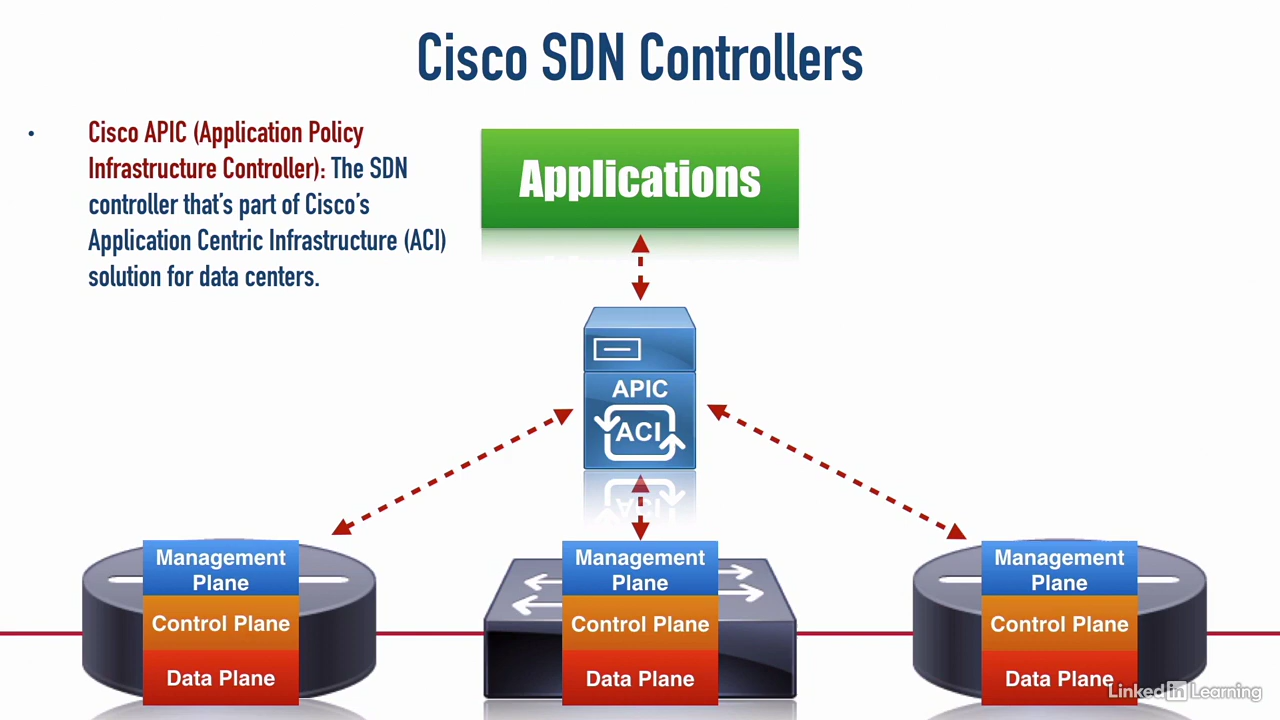 Cisco SDN Controllers
• Cisco APIC (Application Policy
Infrastructure Controller): The SDN
controller that's part of Cisco's
Application Centric Infrastructure (ACI)
solution for data centers.
Applications
APIC
ACI
Management
Plane
Control Plane
Data Plane
Management
Plane
Control Plane
Data Plane
Management
Plane
Control Plane
Data Plane
Linked in Learning